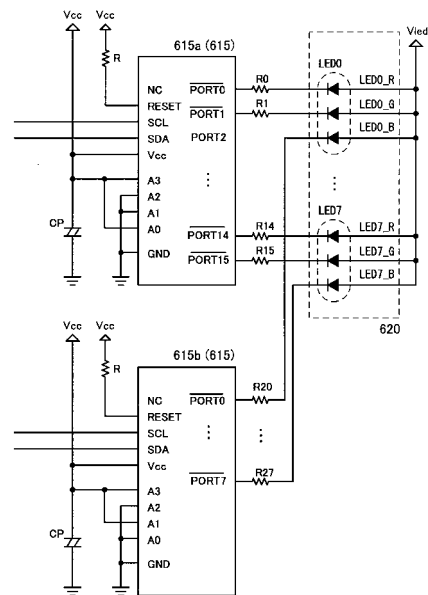 Vcc Vcc Vled
615a (615) 620
R
LED0
NC PORT0 R0 LED0_R
RESET PORT1 R1 LED0_G
SCL
SDA PORT2 LED0_B
Vcc
A3
A2
A1
A0
CP
LED7
PORT14 R14 LED7_R
GND PORT15 R15 LED7_G
LED7_B
Vcc Vcc
615b (615)
R
NC PORT0 R20
RESET
SCL
SDA
Vcc PORT7 R27
A3
A2
A1
A0
CP
GND